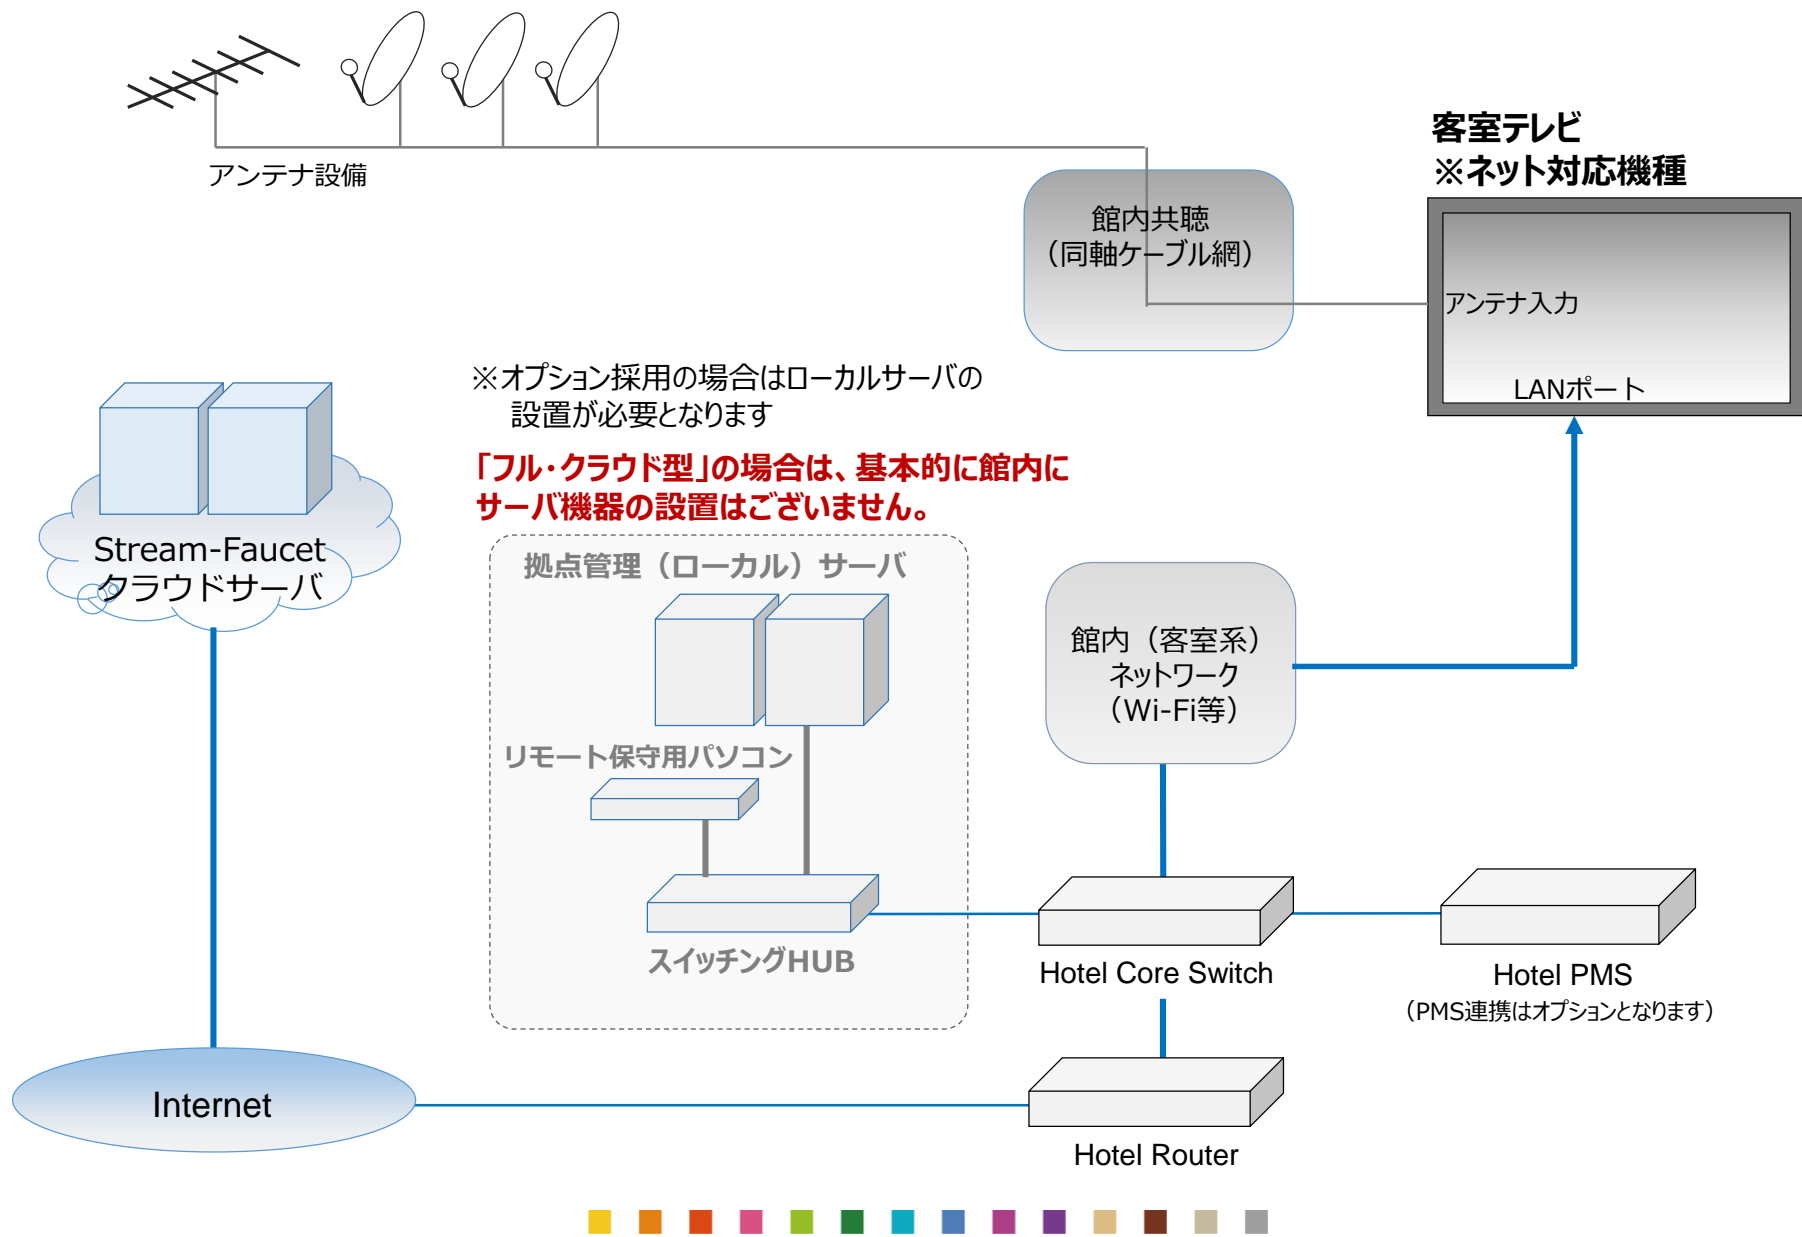 アンテナ設備
客室テレビ
※ネット対応機種
館内共聴
（同軸ケーブル網）
アンテナ入力
LANポート
※オプション採用の場合はローカルサーバの
設置が必要となります
「フル・クラウド型」の場合は、基本的に館内に
サーバ機器の設置はございません。
Stream-Faucet
クラウドサーバ
拠点管理（ローカル）サーバ
リモート保守用パソコン
スイッチングHUB
館内（客室系）
ネットワーク
（Wi-Fi等）
Hotel Core Switch
Hotel PMS
（PMS連携はオプションとなります）
Internet
Hotel Router